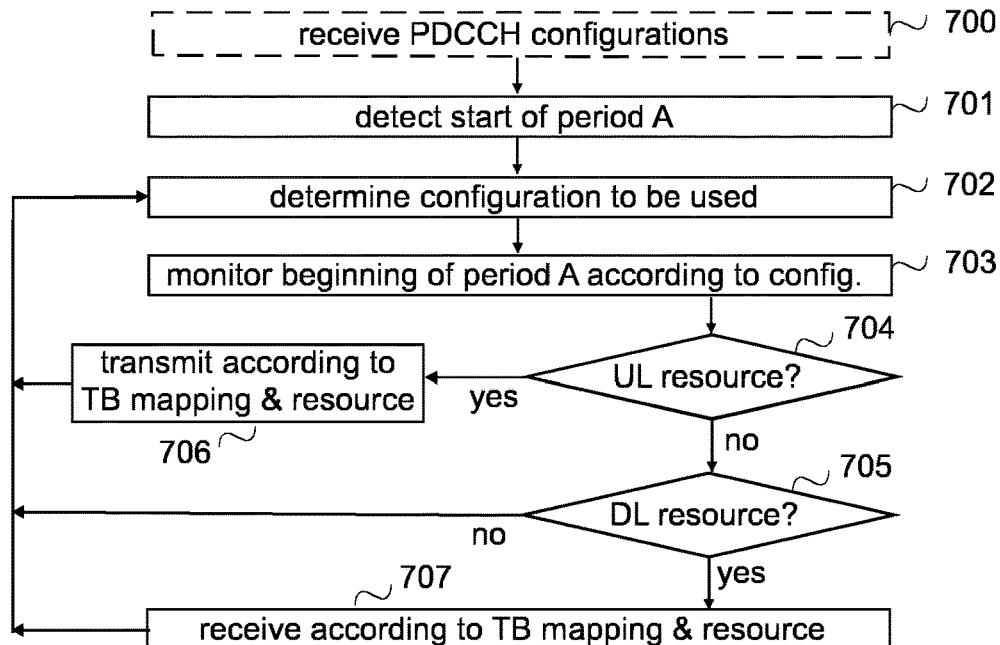 receive PDCCH configurations
700
detect start of period A
701
determine configuration to be used
702
monitor beginning of period A according to config.
703
704
UL resource?
yes
transmit according to
TB mapping & resource
706
no
705
DL resource?
no
yes
707
receive according to TB mapping & resource